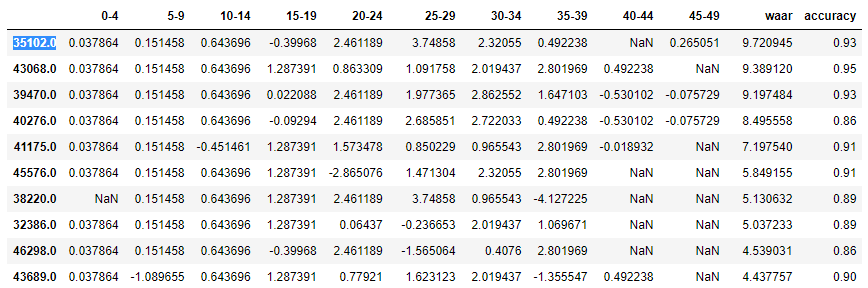 0-4 5-9 10-14 15-19 20-24 25-29 30-34 35-39 40-44 45-49 waar accuracy
35102.0 0.037864 0.151458 0.643696 -0.39968 2.461189 3.74858 2.32055 0.492238 NaN 0.265051 9.720945 0.93
43068.0 0.037864 0.151458 0.643696 1.287391 0.863309 1.091758 2.019437 2.801969 0.492238 NaN 9.389120 0.95
39470.0 0.037864 0.151458 0.643696 0.022088 2.461189 1.977365 2.862552 1.647103 -0.530102 -0.075729 9.197484 0.93
40276.0 0.037864 0.151458 0.643696 -0.09294 2.461189 2.685851 2.722033 0.492238 -0.530102 -0.075729 8.495558 0.86
41175.0 0.037864 0.151458 -0.451461 1.287391 1.573478 0.850229 0.965543 2.801969 -0.018932 NaN 7.197540 0.91
45576.0 0.037864 0.151458 0.643696 1.287391 -2.865076 1.471304 2.32055 2.801969 NaN NaN 5.849155 0.91
38220.0 NaN 0.151458 0.643696 1.287391 2.461189 3.74858 0.965543 -4.127225 NaN NaN 5.130632 0.89
32386.0 0.037864 0.151458 0.643696 1.287391 0.06437 -0.236653 2.019437 1.069671 NaN NaN 5.037233 0.89
46298.0 0.037864 0.151458 0.643696 -0.39968 2.461189 -1.565064 0.4076 2.801969 NaN NaN 4.539031 0.86
43689.0 0.037864 -1.089655 0.643696 1.287391 0.77921 1.623123 2.019437 -1.355547 0.492238 NaN 4.437757 0.90